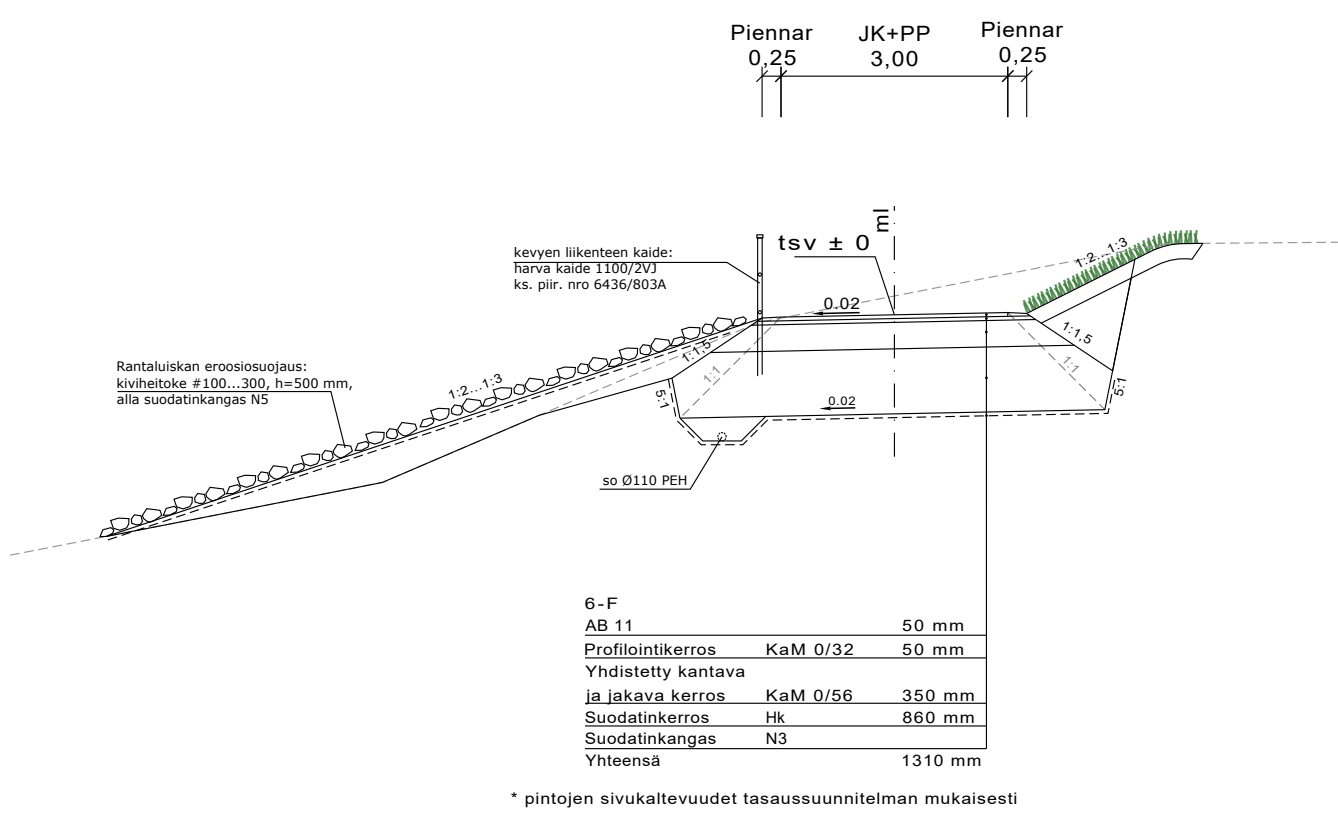 Piennar JK+PP Piennar
0,25 3,00 0,25
ml
tsv ± 0
kevyen liikenteen kaide:
harva kaide 1100/2VJ
ks. piir. nro 6436/803A
1:2...1:3
0.02
1:1,5
1:1,5
1:1
1:1
Rantaluiskan eroosiosuojaus:
kiviheitoke #100...300, h=500 mm,
alla suodatinkangas N5
1:2...1:3
5:1
5:1
0.02
so Ø110 PEH
6-F
AB 11 50 mm
Profilointikerros KaM 0/32 50 mm
Yhdistetty kantava
ja jakava kerros KaM 0/56 350 mm
Suodatinkerros Hk 860 mm
Suodatinkangas N3
Yhteensä 1310 mm
* pintojen sivukaltevuudet tasaussuunnitelman mukaisesti